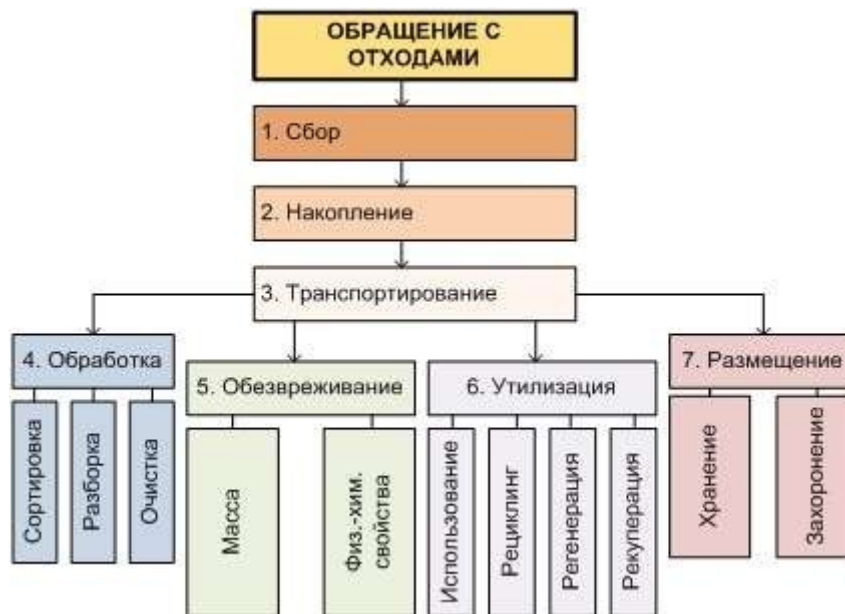 ОБРАЩЕНИЕ С
ОТХОДАМИ
1. Сбор
2. Накопление
3. Транспортирование
4. Обработка
Сортировка
Разборка
Очистка
5. Обезвреживание
Масса
Физ.-хим.
свойства
6. Утилизация
Использование
Рециклинг
Регенерация
Рекуперация
7. Размещение
Хранение
Захоронение